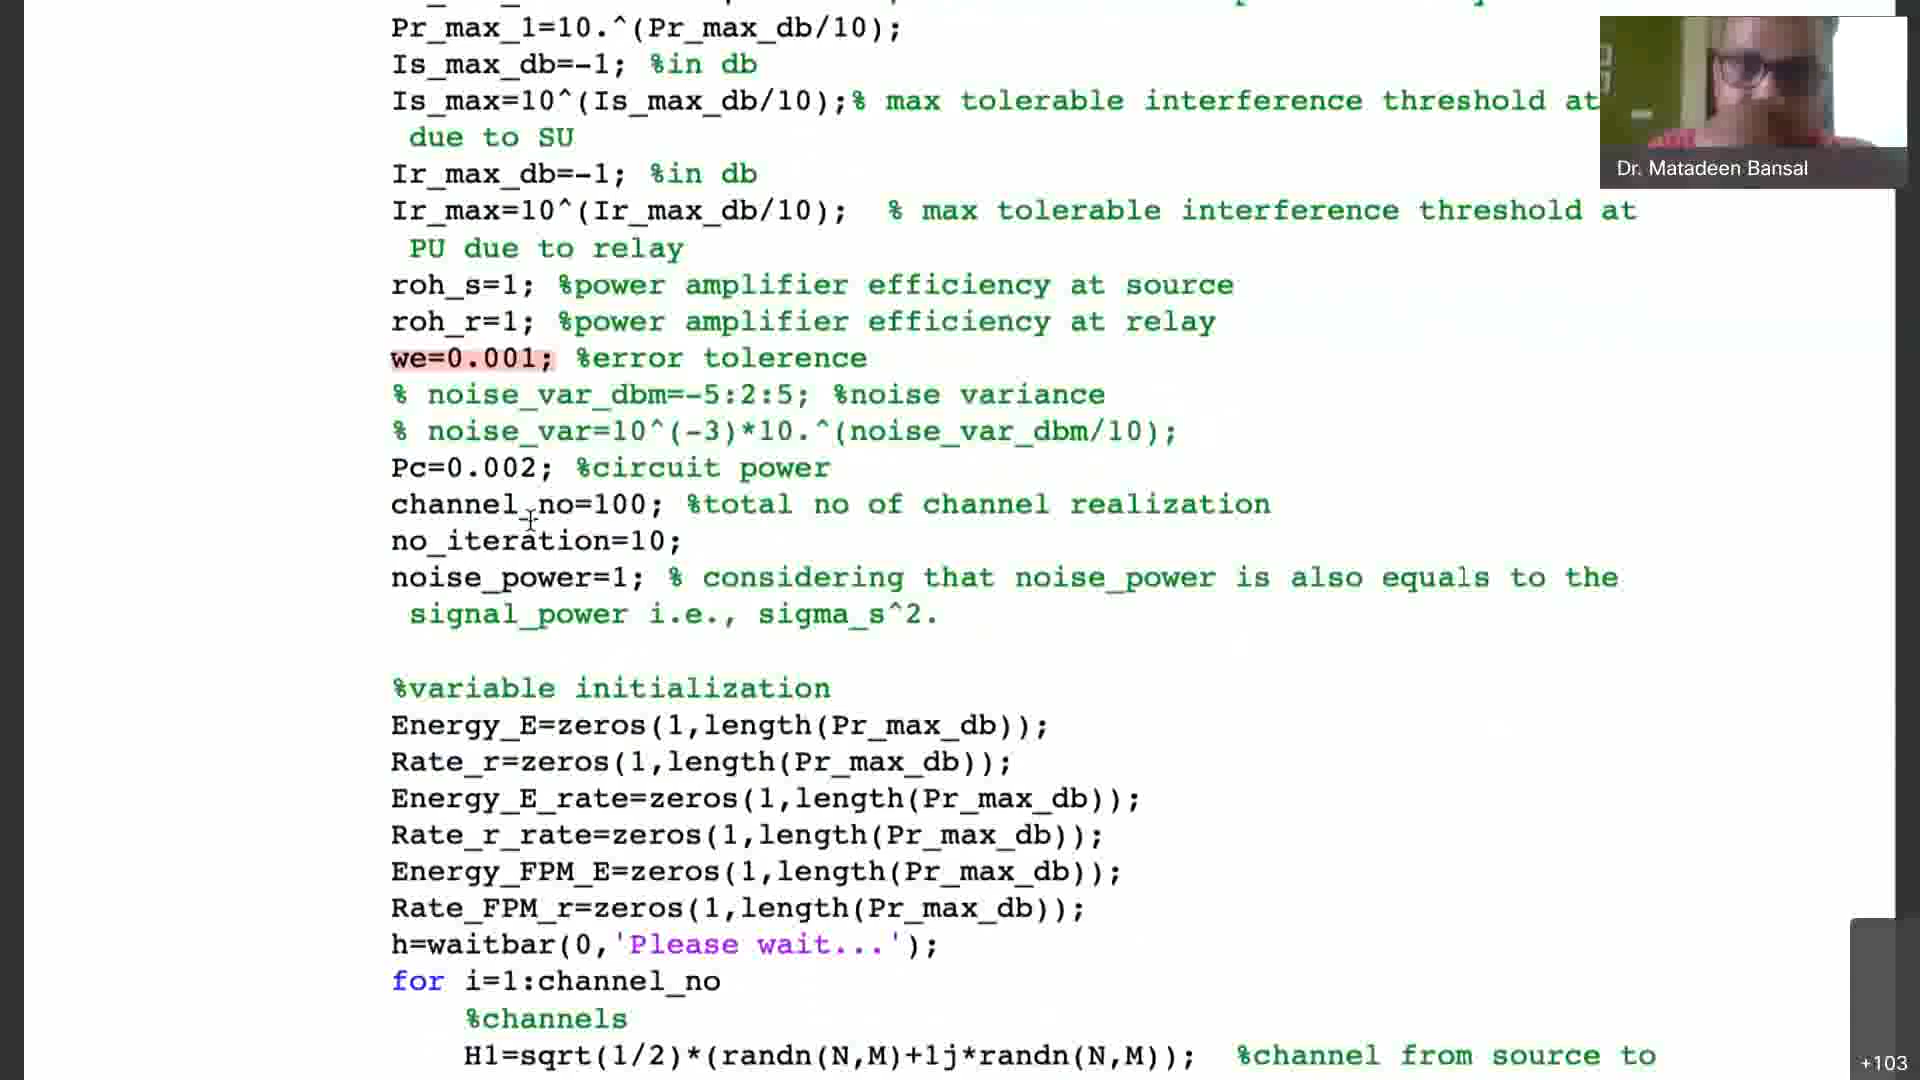 Pr_max_1=10.^(Pr_max_db/10);
Is_max_db=-1; %in db
Is_max=10^(Is_max_db/10);% max tolerable interference threshold at
due to SU
Ir_max_db=-1; %in db
Ir_max=10^(Ir_max_db/10);  % max tolerable interference threshold at
PU due to relay
roh_s=1; %power amplifier efficiency at source
roh_r=1; %power amplifier efficiency at relay
we=0.001; %error tolerence
% noise_var_dbm=-5:2:5; %noise variance
% noise_var=10^(-3)*10.^(noise_var_dbm/10);
Pc=0.002; %circuit power
channel_no=100; %total no of channel realization
no_iteration=10;
noise_power=1; % considering that noise_power is also equals to the
signal_power i.e., sigma_s^2.
%variable initialization
Energy_E=zeros(1,length(Pr_max_db));
Rate_r=zeros(1,length(Pr_max_db));
Energy_E_rate=zeros(1,length(Pr_max_db));
Rate_r_rate=zeros(1,length(Pr_max_db));
Energy_FPM_E=zeros(1,length(Pr_max_db));
Rate_FPM_r=zeros(1,length(Pr_max_db));
h=waitbar(0,'Please wait...');
for i=1:channel_no
%channels
H1=sqrt(1/2)*(randn(N,M)+1j*randn(N,M));  %channel from source to
Dr. Matadeen Bansal
+103